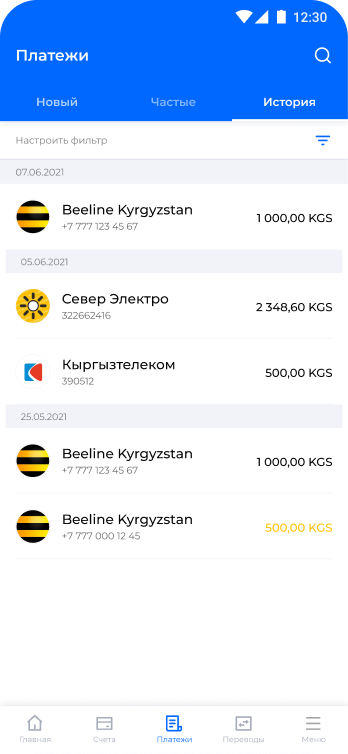 12:30
Платежи
Новый Частые История
Настроить фильтр
07.06.2021
Beeline Kyrgyzstan
+7 777 123 45 67
1 000,00 KGS
05.06.2021
Север Электро
322662416
2 348,60 KGS
Кыргызтелеком
390512
500,00 KGS
25.05.2021
Beeline Kyrgyzstan
+7 777 123 45 67
1 000,00 KGS
Beeline Kyrgyzstan
+7 777 000 12 45
500,00 KGS
Главная Счета Платежи Переводы Меню